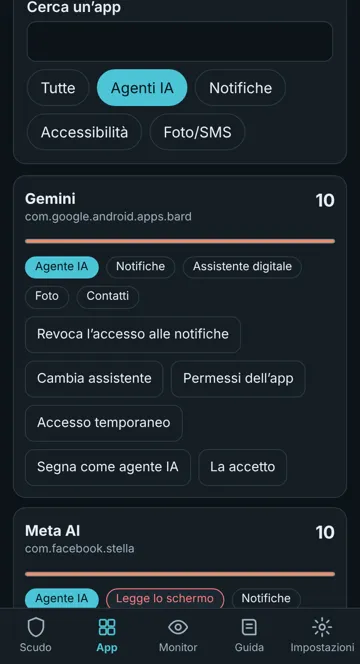 Cerca un’app
Tutte
Agenti IA
Notifiche
Accessibilità
Foto/SMS
Gemini
10
com.google.android.apps.bard
Agente IA
Notifiche
Assistente digitale
Foto
Contatti
Revoca l’accesso alle notifiche
Cambia assistente
Permessi dell’app
Accesso temporaneo
Segna come agente IA
La accetto
Meta AI
10
com.facebook.stella
Agente IA
Legge lo schermo
Notifiche
Scudo
App
Monitor
Guida
Impostazioni